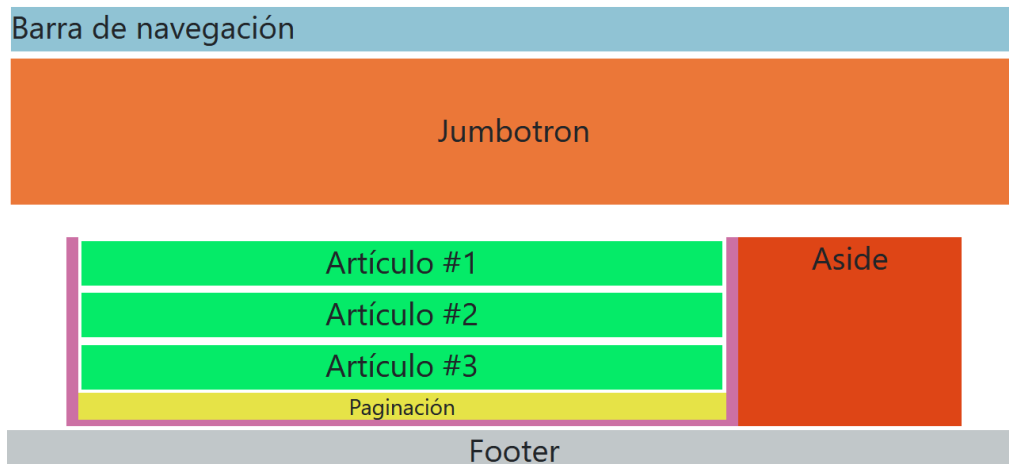 Barra de navegación
Jumbotron
Artículo #1
Artículo #2
Artículo #3
Paginación
Aside
Footer